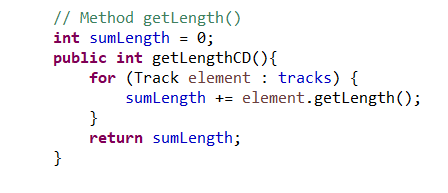 // Method getLength()
int sumLength = 0;
public int getLengthCD(){
    for (Track element : tracks) {
        sumLength += element.getLength();
    }
    return sumLength;
}